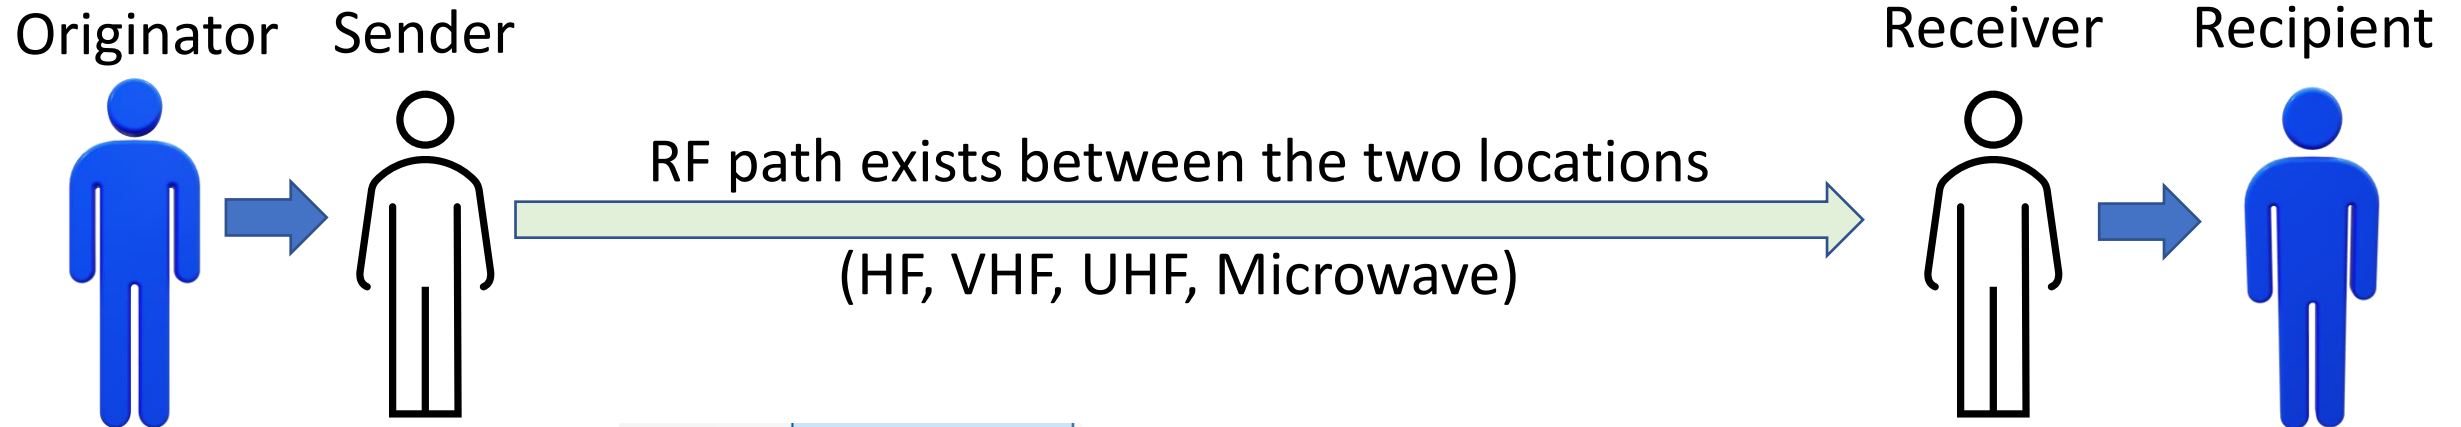 Originator
Sender
Receiver
Recipient
RF path exists between the two locations
(HF, VHF, UHF, Microwave)